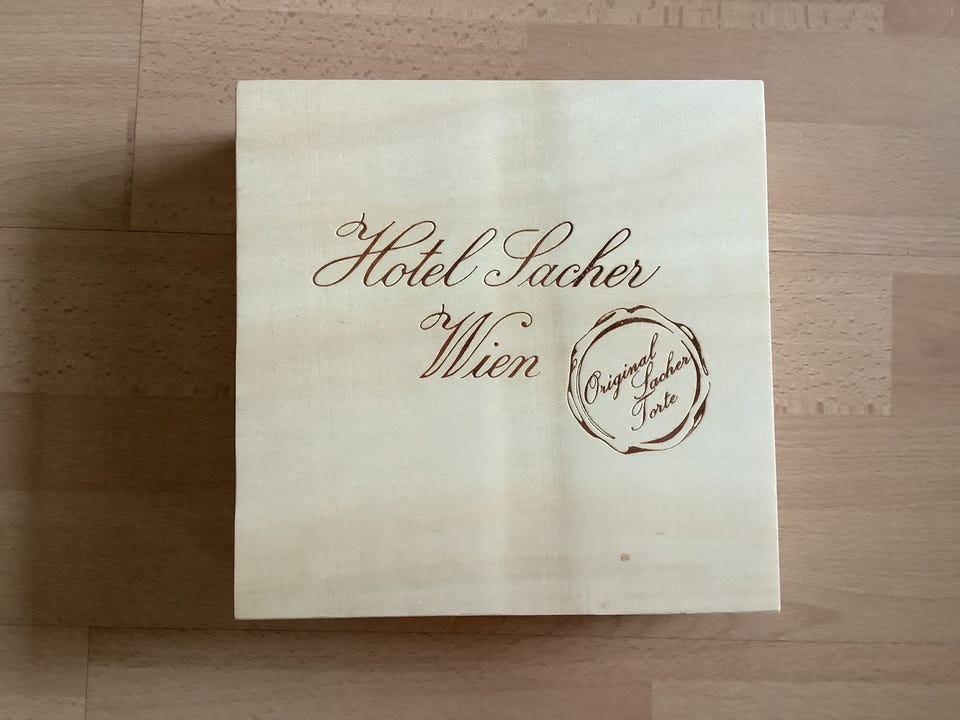 Hotel Sacher
Wien
Original
Sacher
Torte